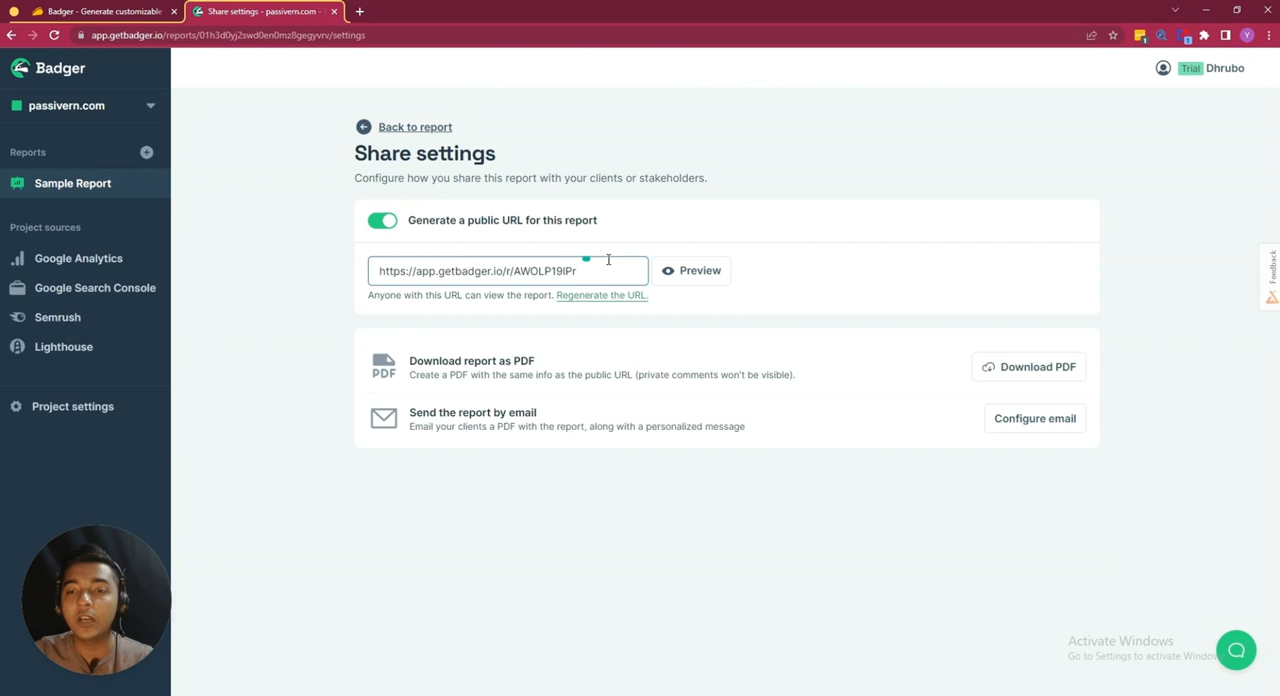 Badger - Generate customizable
Share settings - passivern.com -
app.getbadger.io/reports/01h3d0yj2swd0en0mz8gegyvrv/settings
Badger
Trial Dhrubo
passivern.com
Back to report
Share settings
Configure how you share this report with your clients or stakeholders.
Reports
Sample Report
Generate a public URL for this report
Project sources
Google Analytics
https://app.getbadger.io/r/AWOLP19IPr
Preview
Google Search Console
Anyone with this URL can view the report. Regenerate the URL.
Semrush
Lighthouse
PDF
Download report as PDF
Create a PDF with the same info as the public URL (private comments won't be visible).
Download PDF
Project settings
Send the report by email
Email your clients a PDF with the report, along with a personalized message
Configure email
Feedback
Activate Windows
Go to Settings to activate Window